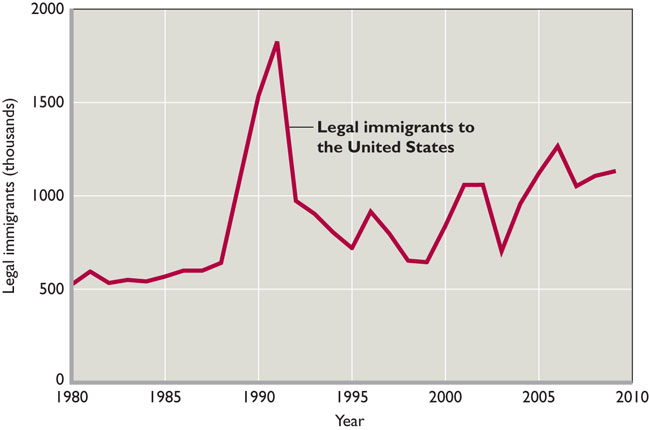 2000
1500
1000
500
0
Legal immigrants (thousands)
Legal immigrants to
the United States
1980 1985 1990 1995 2000 2005 2010
Year